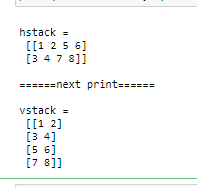 hstack =
[[1 2 5 6]
[3 4 7 8]]
======next print======
vstack =
[[1 2]
[3 4]
[5 6]
[7 8]]